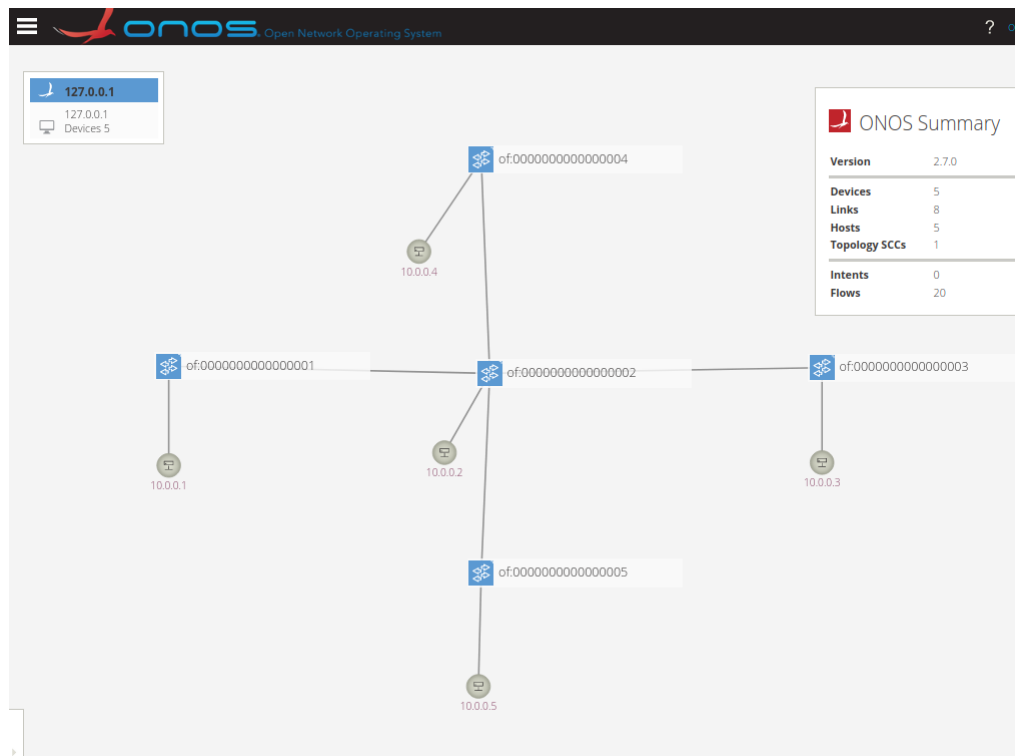 onos. Open Network Operating System
?
127.0.0.1
127.0.0.1
Devices 5
ONOS Summary
Version 2.7.0
Devices 5
Links 8
Hosts 5
Topology SCCs 1
Intents 0
Flows 20
of:0000000000000004
10.0.0.4
of:0000000000000001
of:0000000000000002
of:0000000000000003
10.0.0.1
10.0.0.2
10.0.0.3
of:0000000000000005
10.0.0.5